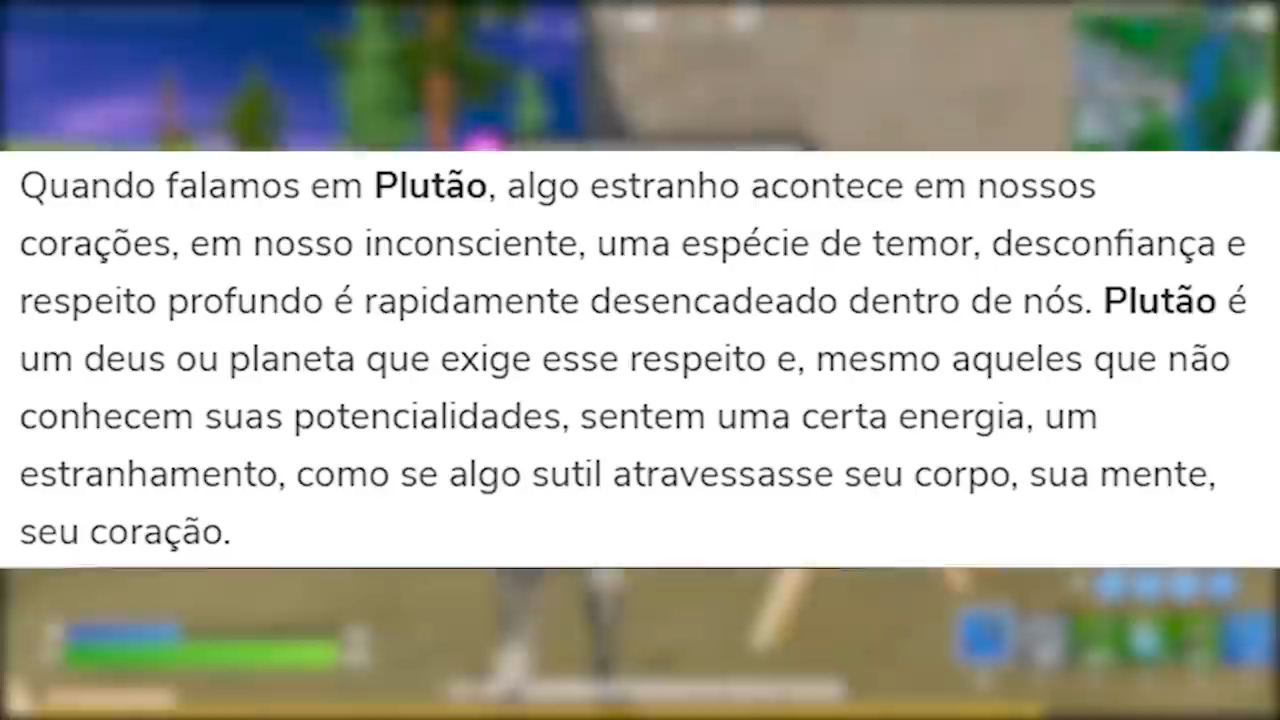 Quando falamos em Plutão, algo estranho acontece em nossos
corações, em nosso inconsciente, uma espécie de temor, desconfiança e
respeito profundo é rapidamente desencadeado dentro de nós. Plutão é
um deus ou planeta que exige esse respeito e, mesmo aqueles que não
conhecem suas potencialidades, sentem uma certa energia, um
estranhamento, como se algo sutil atravessasse seu corpo, sua mente,
seu coração.